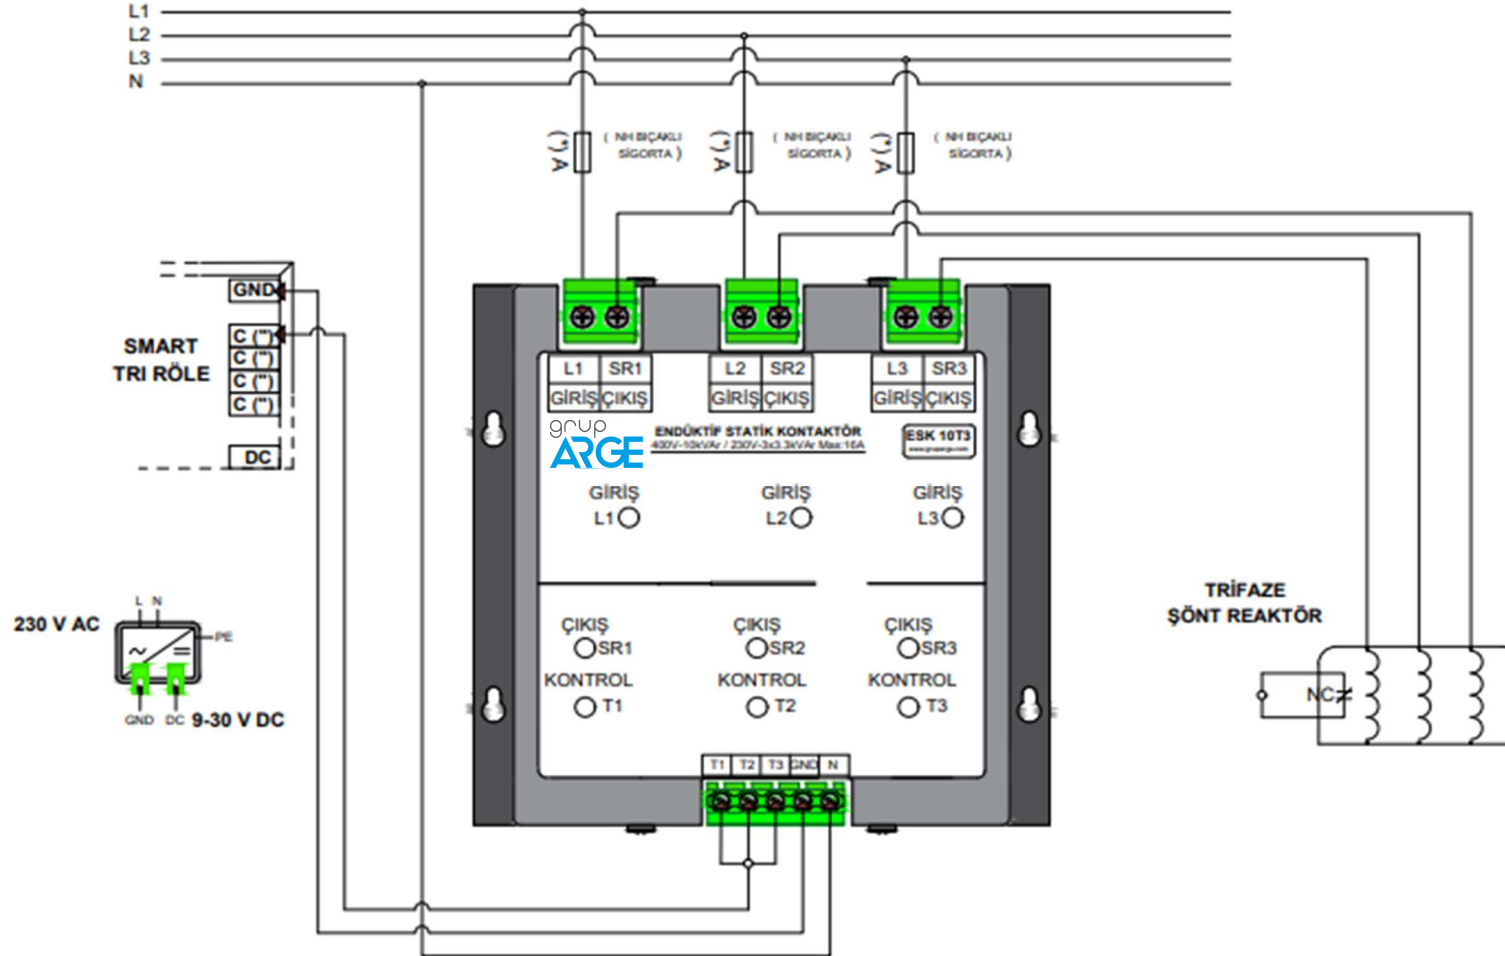 L1
L2
L3
N
(*) A
( NH BIÇAKLI
SİGORTA )
(*) A
( NH BIÇAKLI
SİGORTA )
(*) A
( NH BIÇAKLI
SİGORTA )
GND
SMART
TRI RÖLE
C (")
C (")
C (")
C (")
DC
L1 SR1
GİRİŞ ÇIKIŞ
L2 SR2
GİRİŞ ÇIKIŞ
L3 SR3
GİRİŞ ÇIKIŞ
grup
ARGE
ENDÜKTİF STATİK KONTAKTÖR
400V-10kVAr / 230V-3x3.3kVAr Max:16A
ESK 10T3
www.gruparge.com
GİRİŞ
L1
GİRİŞ
L2
GİRİŞ
L3
ÇIKIŞ
SR1
ÇIKIŞ
SR2
ÇIKIŞ
SR3
KONTROL
T1
KONTROL
T2
KONTROL
T3
T1 T2 T3 GND N
230 V AC
L N
PE
GND DC 9-30 V DC
TRİFAZE
ŞÖNT REAKTÖR
NC